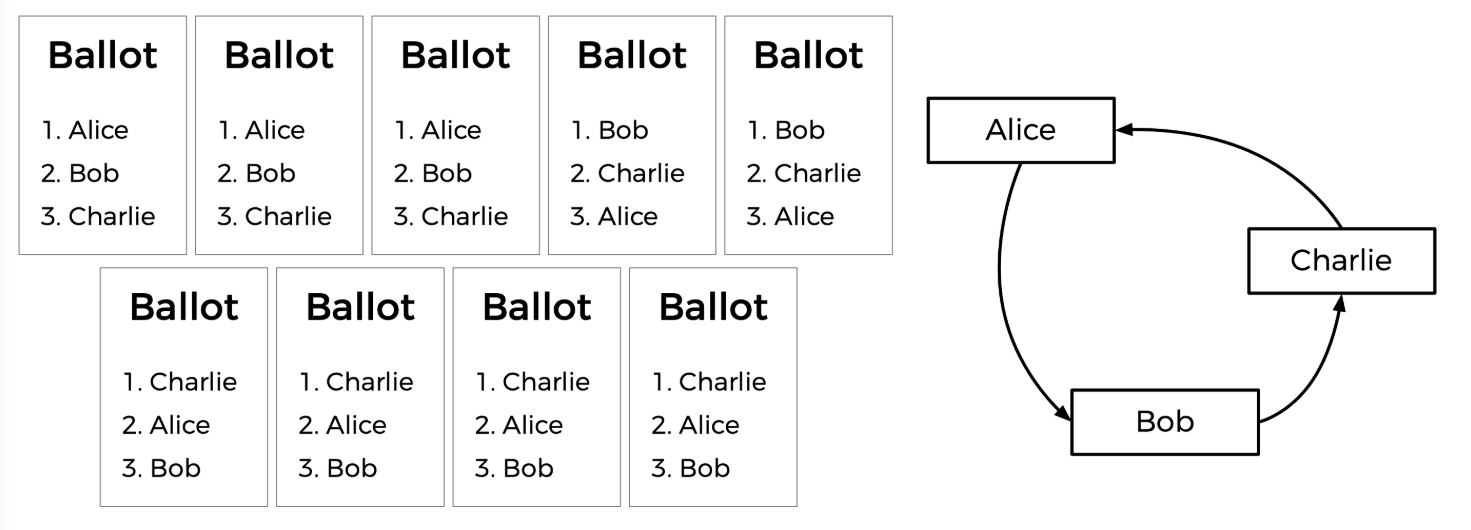 Ballot
1. Alice
2. Bob
3. Charlie
Ballot
1. Alice
2. Bob
3. Charlie
Ballot
1. Alice
2. Bob
3. Charlie
Ballot
1. Bob
2. Charlie
3. Alice
Ballot
1. Bob
2. Charlie
3. Alice
Ballot
1. Charlie
2. Alice
3. Bob
Ballot
1. Charlie
2. Alice
3. Bob
Ballot
1. Charlie
2. Alice
3. Bob
Ballot
1. Charlie
2. Alice
3. Bob
Alice
Charlie
Bob